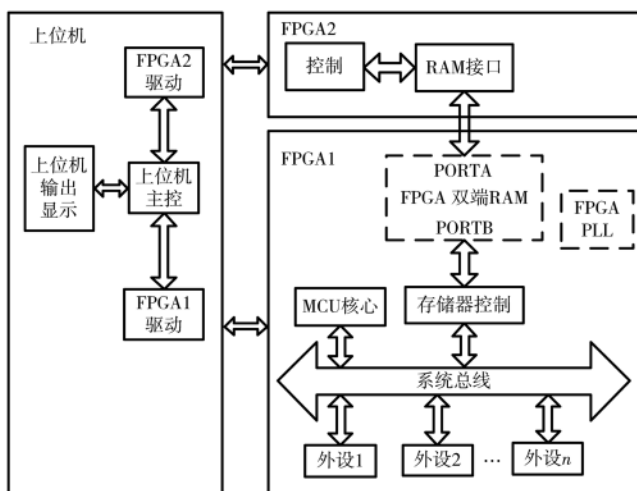 上位机
FPGA2
驱动
上位机
输出
显示
上位机
主控
FPGA1
驱动
FPGA2
控制
RAM接口
FPGA1
PORTA
FPGA 双端RAM
PORTB
FPGA
PLL
MCU核心
存储器控制
系统总线
外设1
外设2
…
外设n